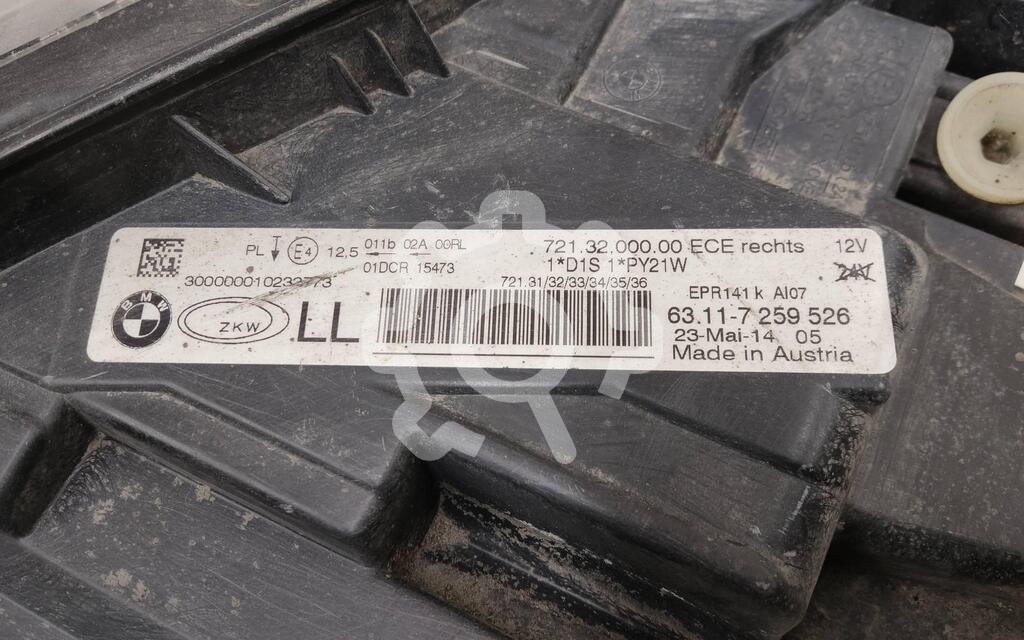 PL E4 12,5 011b 02A 00RL
01DCR 15473
721.32.000.00 ECE rechts 12V
1*D1S 1*PY21W 24V
300000010233773
721.31/32/33/34/35/36
EPR141 k AI07
BMW
ZKW
LL
63.11-7 259 526
23-Mai-14 05
Made in Austria